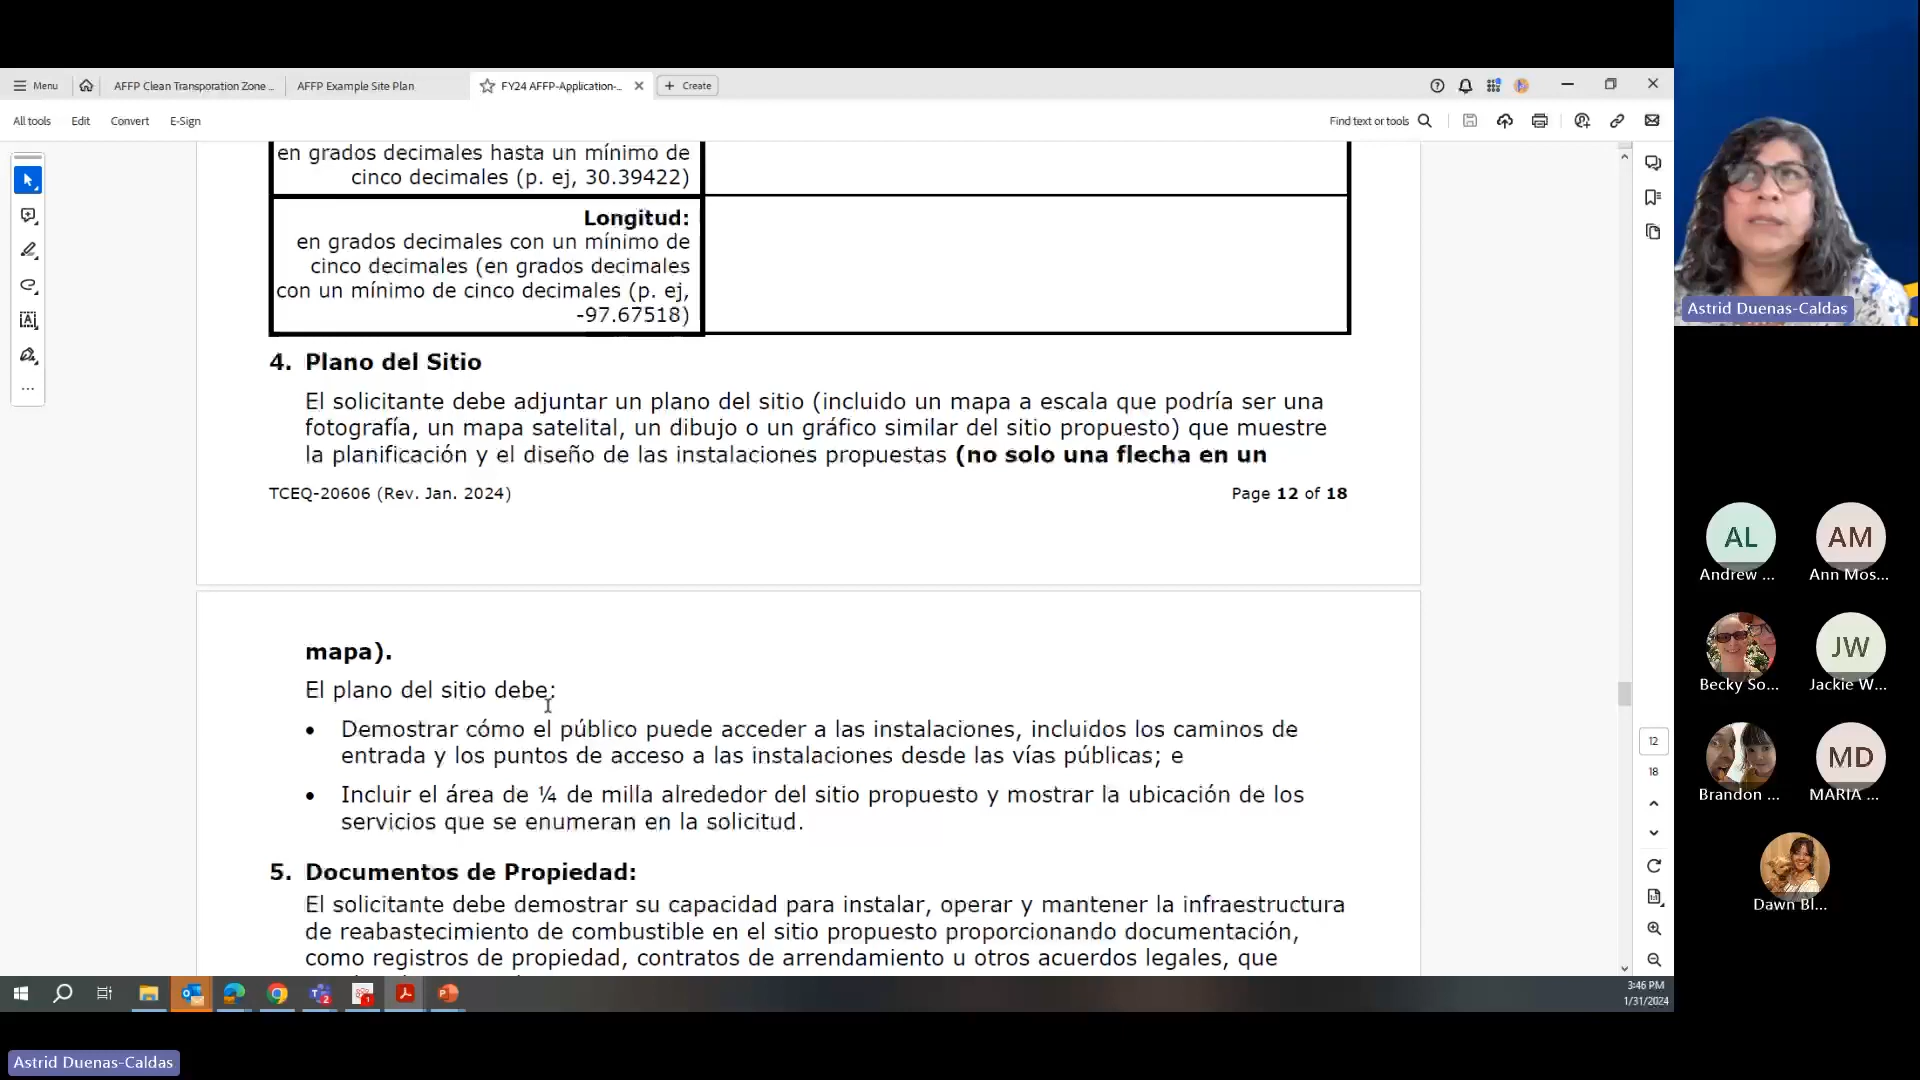 Menu
AFFP Clean Transporation Zone ...
AFFP Example Site Plan
FY24 AFFP-Application-...
Create
All tools
Edit
Convert
E-Sign
Find text or tools
en grados decimales hasta un mínimo de
cinco decimales (p. ej, 30.39422)
Longitud:
en grados decimales con un mínimo de
cinco decimales (en grados decimales
con un mínimo de cinco decimales (p. ej,
-97.67518)
4. Plano del Sitio
El solicitante debe adjuntar un plano del sitio (incluido un mapa a escala que podría ser una
fotografía, un mapa satelital, un dibujo o un gráfico similar del sitio propuesto) que muestre
la planificación y el diseño de las instalaciones propuestas (no solo una flecha en un
TCEQ-20606 (Rev. Jan. 2024)
Page 12 of 18
mapa).
El plano del sitio debe:
• Demostrar cómo el público puede acceder a las instalaciones, incluidos los caminos de
entrada y los puntos de acceso a las instalaciones desde las vías públicas; e
• Incluir el área de ¼ de milla alrededor del sitio propuesto y mostrar la ubicación de los
servicios que se enumeran en la solicitud.
5. Documentos de Propiedad:
El solicitante debe demostrar su capacidad para instalar, operar y mantener la infraestructura
de reabastecimiento de combustible en el sitio propuesto proporcionando documentación,
como registros de propiedad, contratos de arrendamiento u otros acuerdos legales, que
12
18
3:46 PM
1/31/2024
Astrid Duenas-Caldas
AL
Andrew ...
AM
Ann Mos...
Becky So...
JW
Jackie W...
Brandon ...
MD
MARIA ...
Dawn Bl...
Astrid Duenas-Caldas